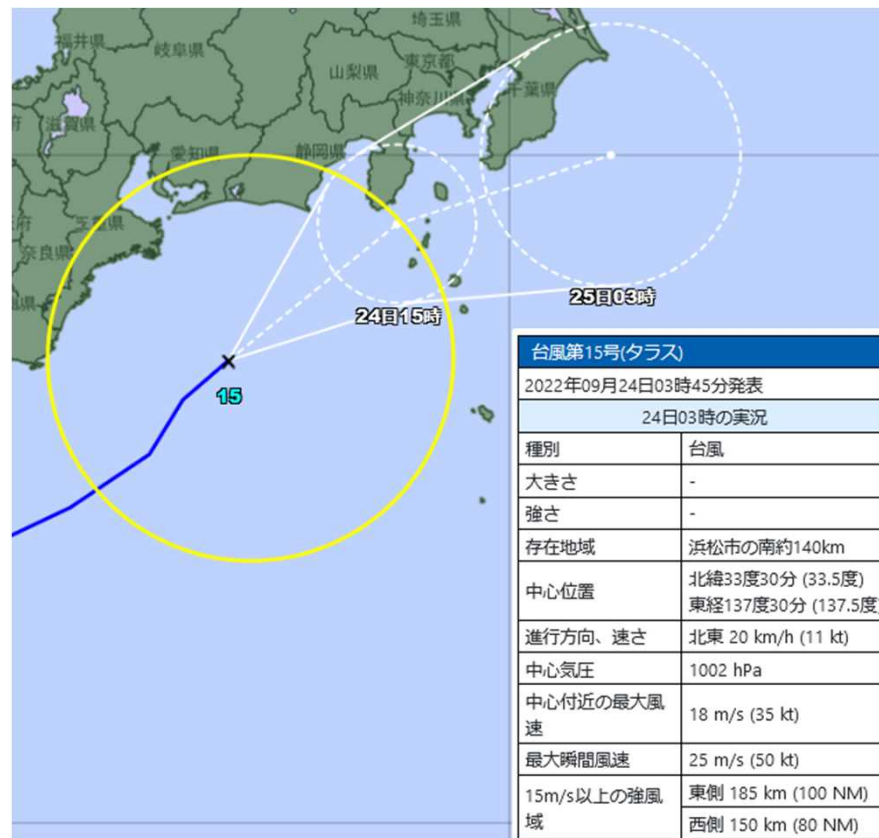 埼玉県
福井県
岐阜県
東京都
山梨県
神奈川県
千葉県
滋賀県
静岡県
愛知県
府
三重県
奈良県
県
24日15時
25日03時
15
台風第15号(タラス)
2022年09月24日03時45分発表
24日03時の実況
種別 台風
大きさ -
強さ -
存在地域 浜松市の南約140km
中心位置 北緯33度30分 (33.5度)
東経137度30分 (137.5度)
進行方向、速さ 北東 20 km/h (11 kt)
中心気圧 1002 hPa
中心付近の最大風
速 18 m/s (35 kt)
最大瞬間風速 25 m/s (50 kt)
15m/s以上の強風
域 東側 185 km (100 NM)
西側 150 km (80 NM)